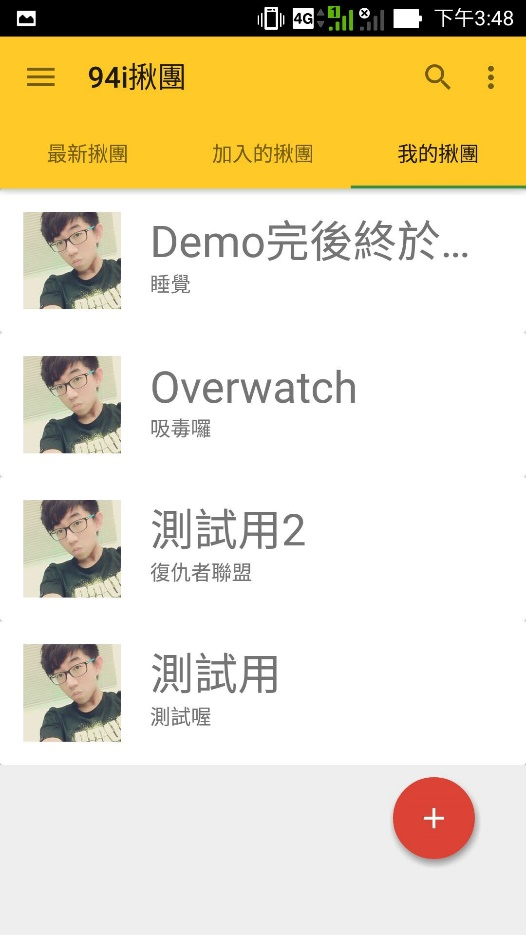 4G 1 下午3:48
94i揪團
最新揪團 加入的揪團 我的揪團
Demo完後終於...
睡覺
Overwatch
吸毒囉
測試用2
復仇者聯盟
測試用
測試喔
+